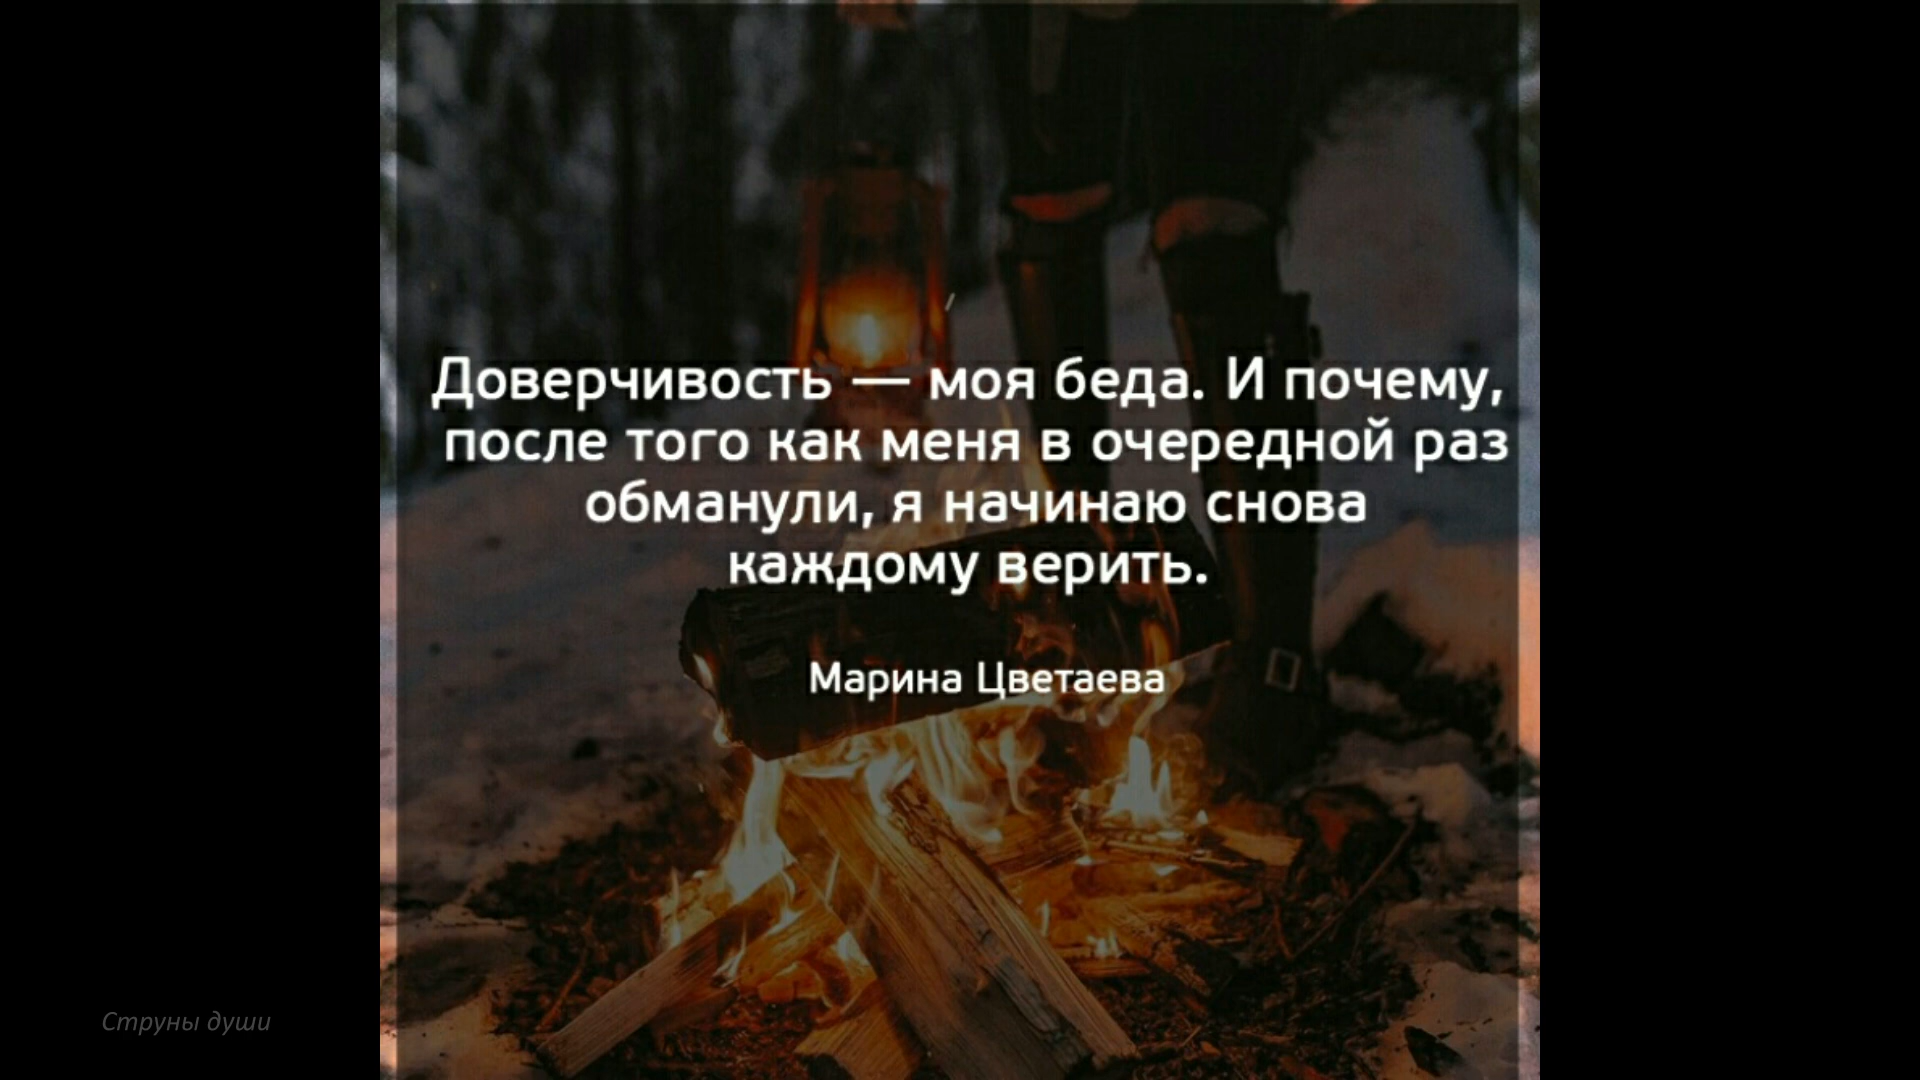 Доверчивость — моя беда. И почему,
после того как меня в очередной раз
обманули, я начинаю снова
каждому верить.
Марина Цветаева
Струны души